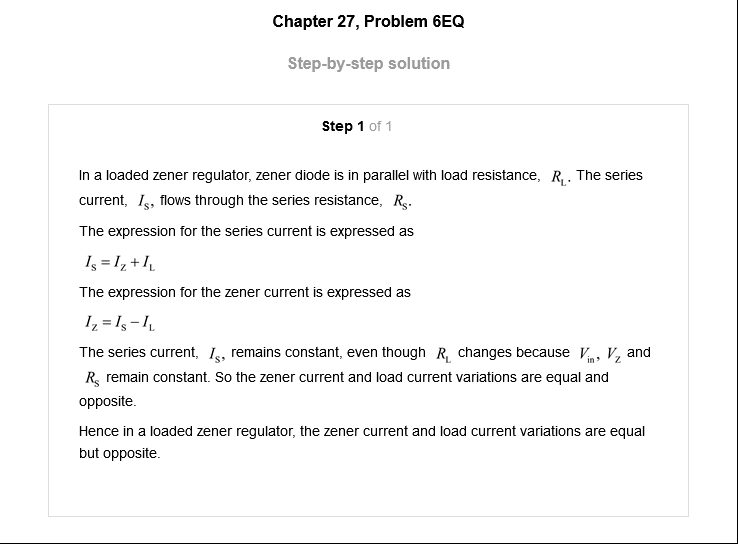 Chapter 27, Problem 6EQ
Step-by-step solution
Step 1 of 1
In a loaded zener regulator, zener diode is in parallel with load resistance, R_L. The series
current, I_S, flows through the series resistance, R_S.
The expression for the series current is expressed as
I_S = I_Z + I_L
The expression for the zener current is expressed as
I_Z = I_S − I_L
The series current, I_S, remains constant, even though R_L changes because V_in, V_Z and
R_S remain constant. So the zener current and load current variations are equal and
opposite.
Hence in a loaded zener regulator, the zener current and load current variations are equal
but opposite.